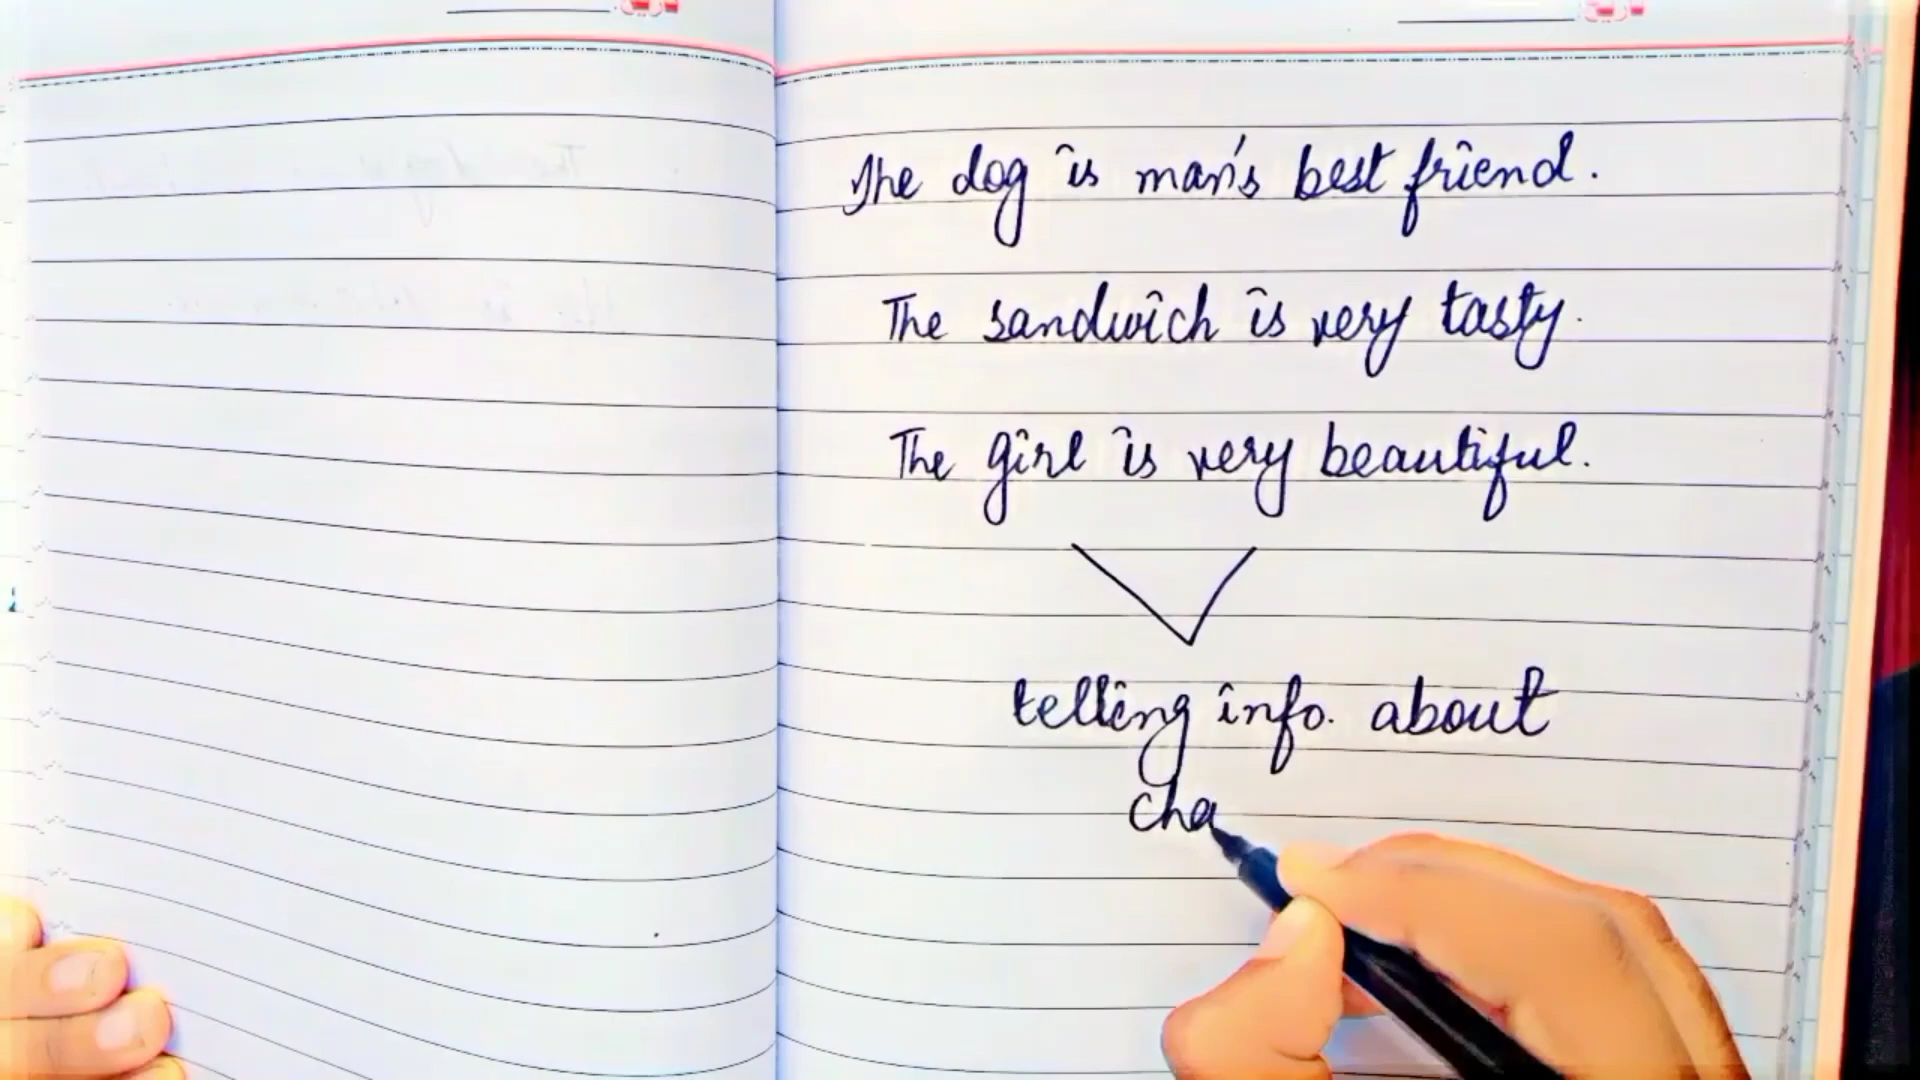 The dog is man's best friend.
The sandwich is very tasty.
The girl is very beautiful.
telling info. about
cha